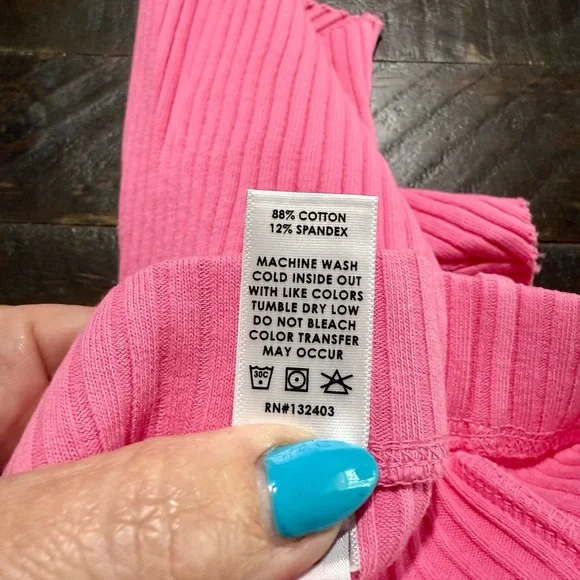 88% COTTON
12% SPANDEX
MACHINE WASH
COLD INSIDE OUT
WITH LIKE COLORS
TUMBLE DRY LOW
DO NOT BLEACH
COLOR TRANSFER
MAY OCCUR
30C
RN#132403